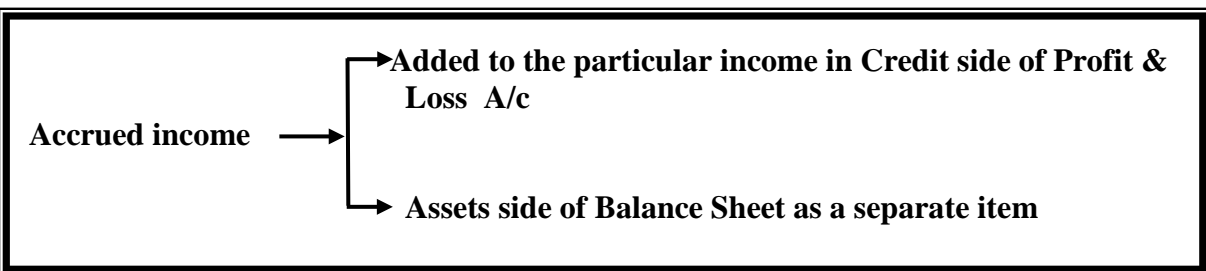 Added to the particular income in Credit side of Profit &
Loss A/c
Accrued income
Assets side of Balance Sheet as a separate item